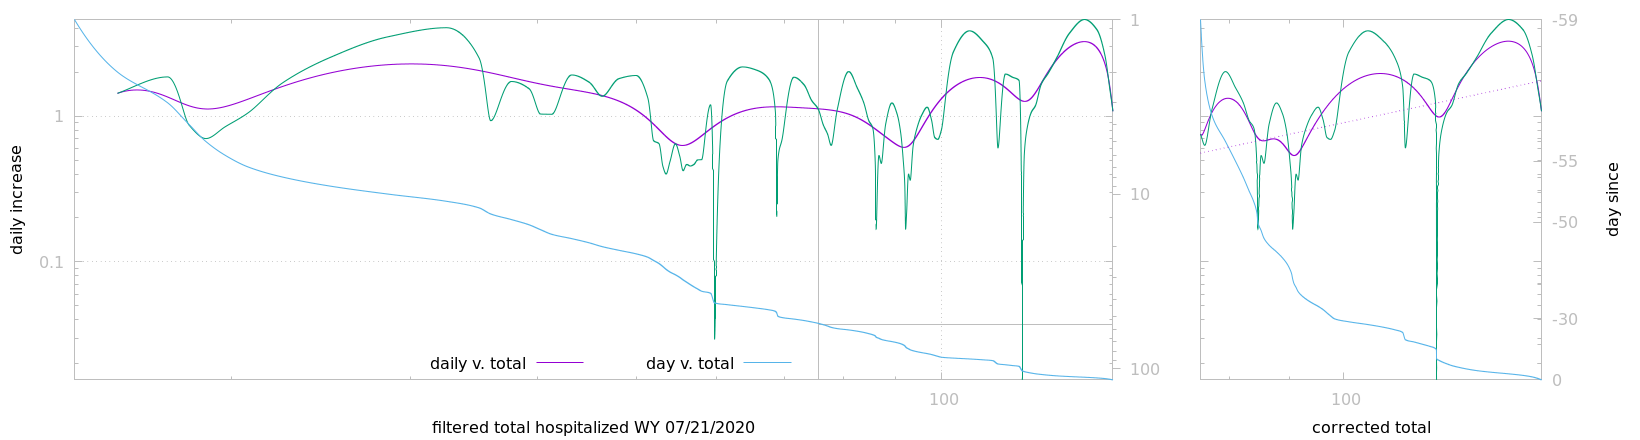 1
-59
1
-55
10
-50
0.1
-30
daily v. total
day v. total
100
0
100
100
daily increase
day since
filtered total hospitalized WY 07/21/2020
corrected total